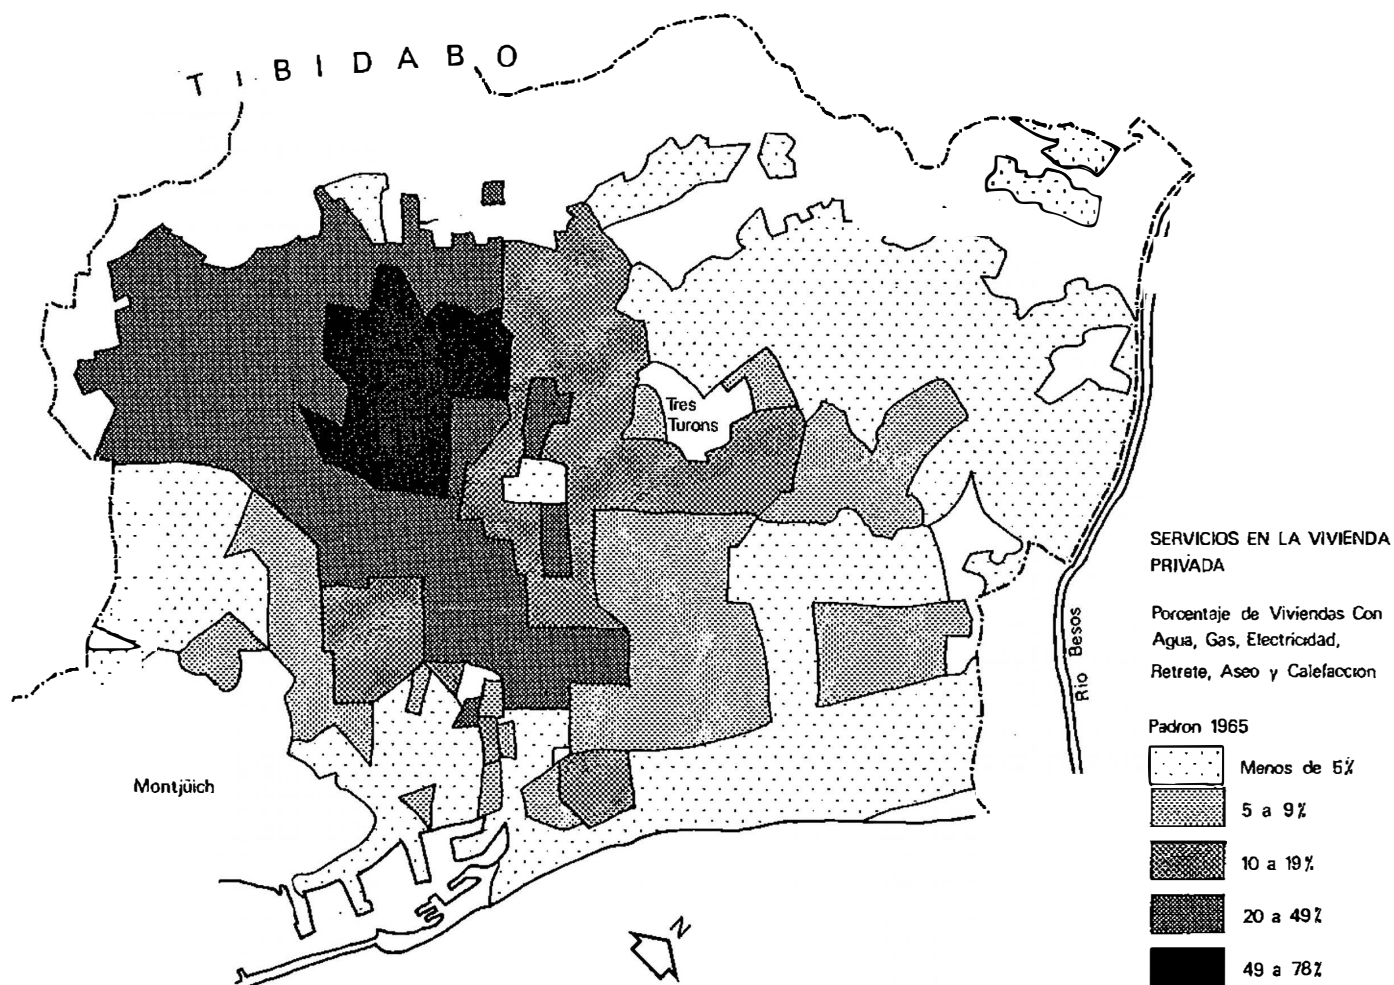 TIBIDABO
Tres
Turons
Montjüich
Rio Besos
N
SERVICIOS EN LA VIVIENDA
PRIVADA
Porcentaje de Viviendas Con
Agua, Gas, Electricidad,
Retrete, Aseo y Calefaccion
Padron 1965
Menos de 5%
5 a 9%
10 a 19%
20 a 49%
49 a 78%